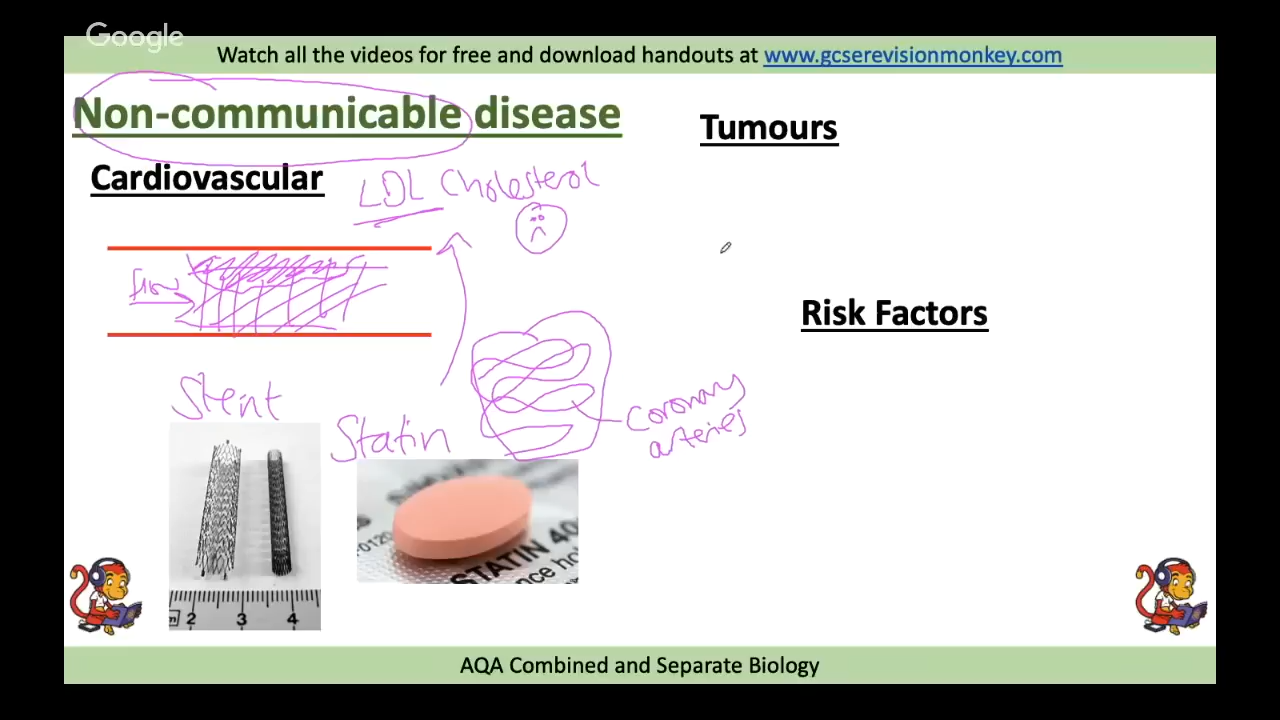 Google
Watch all the videos for free and download handouts at www.gcserevisionmonkey.com
Non-communicable disease
Cardiovascular
LDL Cholesterol
flow
Stent
Statin
coronary
arteries
STATIN 40
2 3 4
Tumours
Risk Factors
AQA Combined and Separate Biology